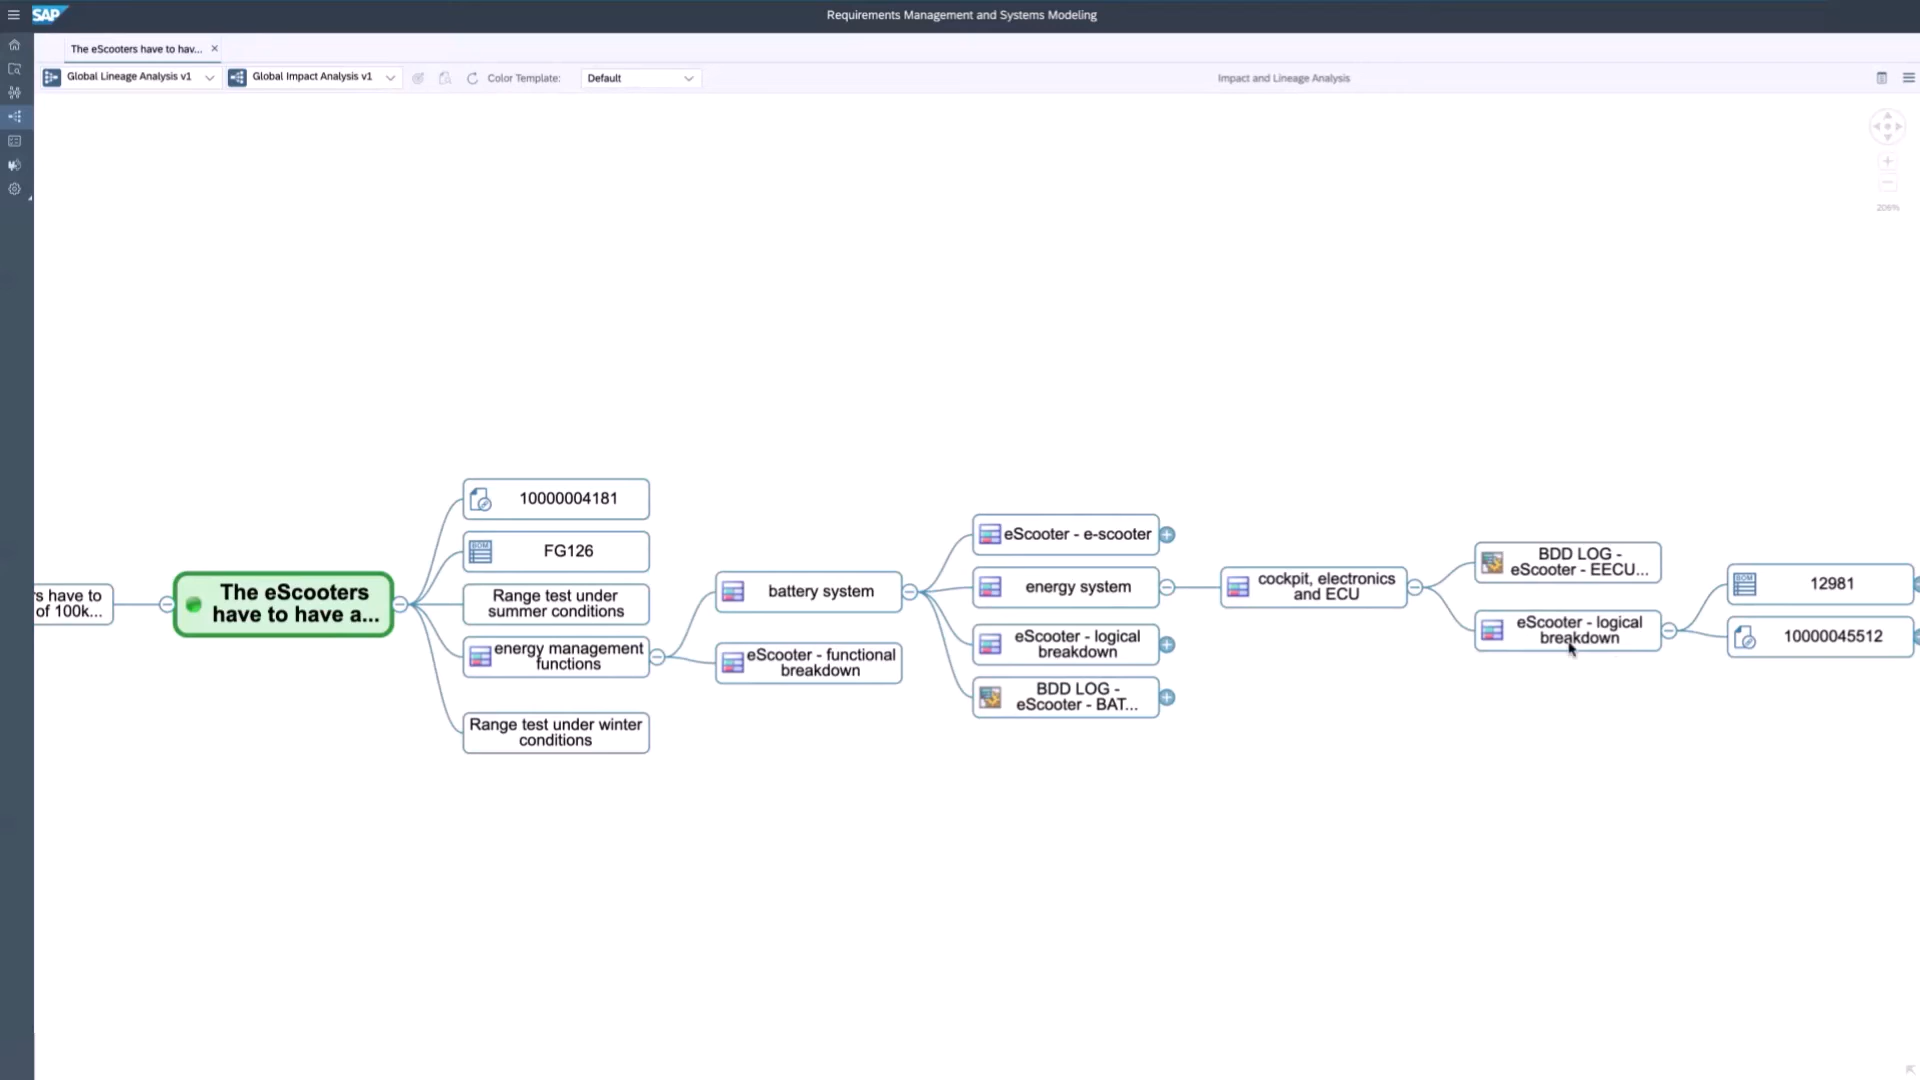 SAP
Requirements Management and Systems Modeling
The eScooters have to hav...
Global Lineage Analysis v1
Global Impact Analysis v1
Color Template:
Default
Impact and Lineage Analysis
206%
rs have to
of 100k...
The eScooters
have to have a...
10000004181
BOM
FG126
Range test under
summer conditions
energy management
functions
Range test under winter
conditions
battery system
eScooter - functional
breakdown
eScooter - e-scooter
energy system
eScooter - logical
breakdown
BDD LOG -
eScooter - BAT...
cockpit, electronics
and ECU
BDD LOG -
eScooter - EECU...
eScooter - logical
breakdown
BOM
12981
10000045512